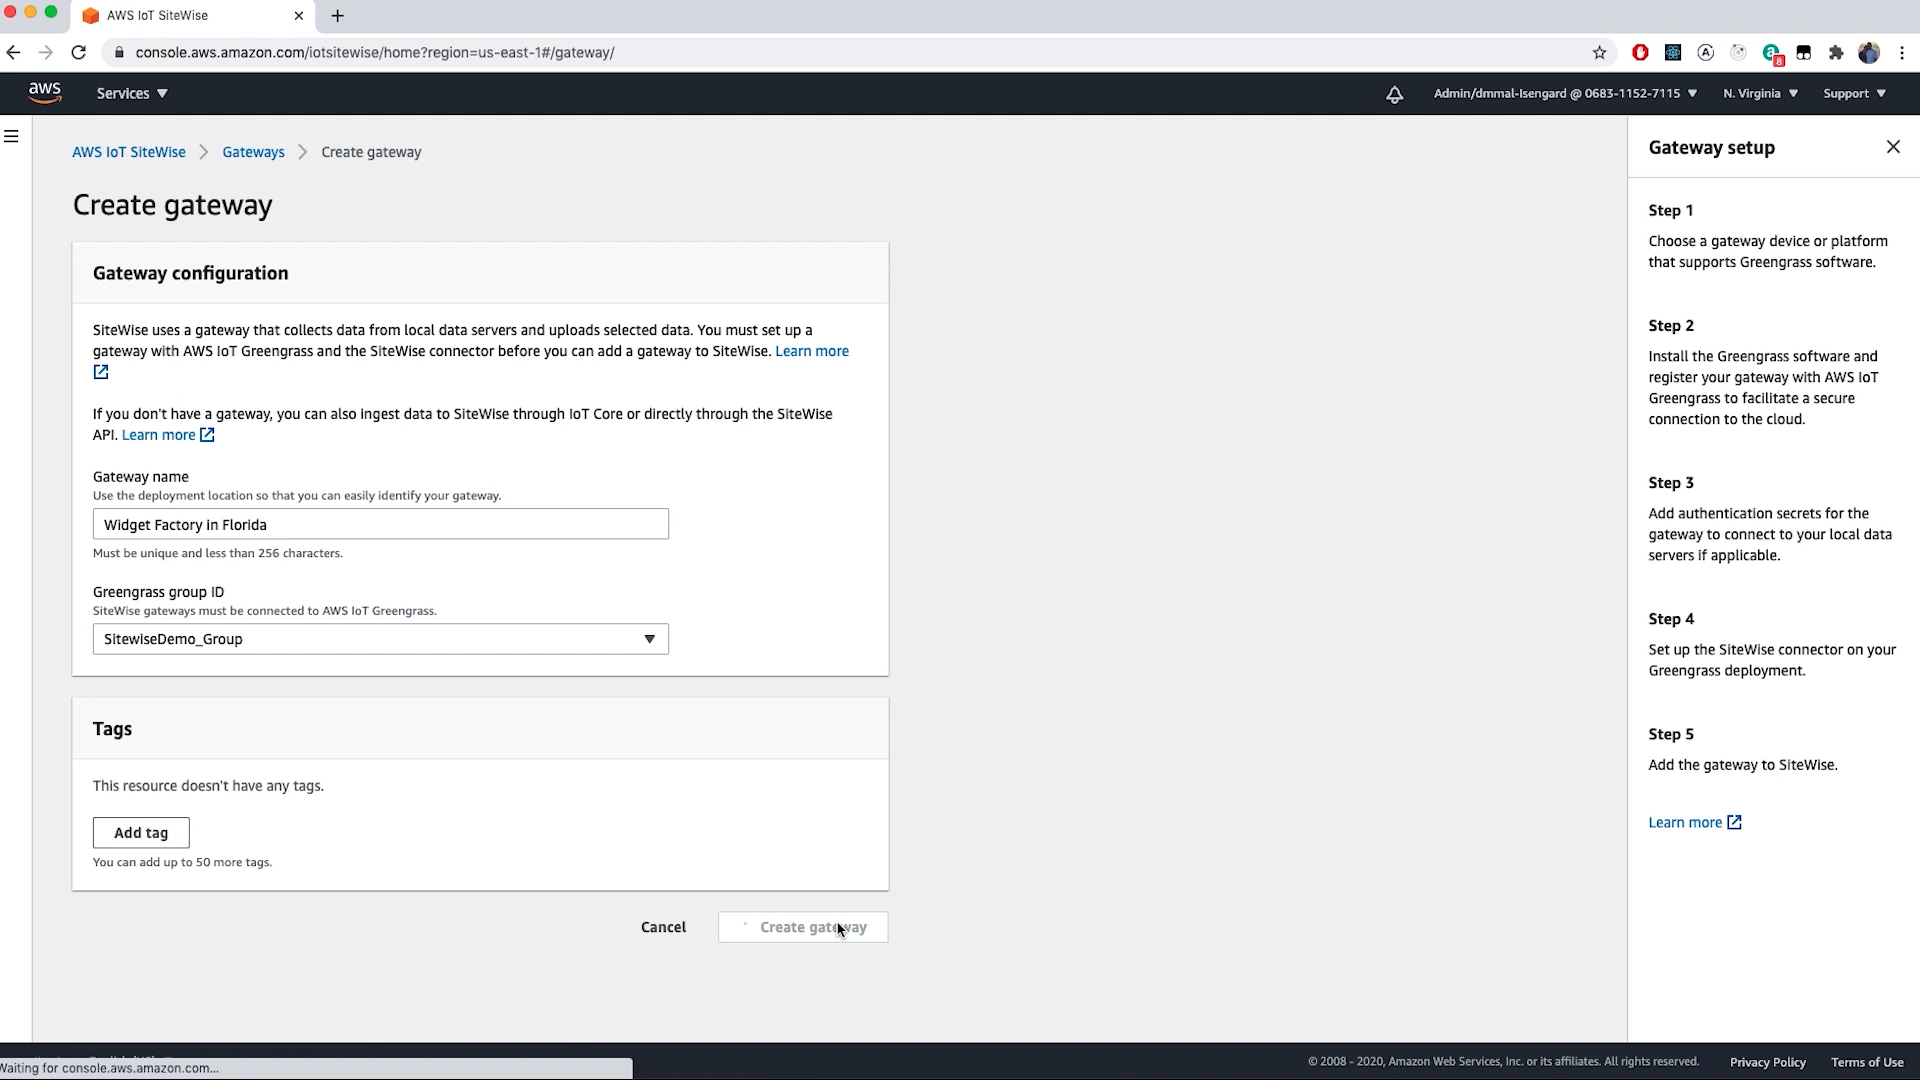 AWS IoT SiteWise
console.aws.amazon.com/iotsitewise/home?region=us-east-1#/gateway/
8
aws
Services
Admin/dmmal-Isengard @ 0683-1152-7115
N. Virginia
Support
AWS IoT SiteWise
Gateways
Create gateway
Create gateway
Gateway configuration
SiteWise uses a gateway that collects data from local data servers and uploads selected data. You must set up a
gateway with AWS IoT Greengrass and the SiteWise connector before you can add a gateway to SiteWise. Learn more
If you don't have a gateway, you can also ingest data to SiteWise through IoT Core or directly through the SiteWise
API. Learn more
Gateway name
Use the deployment location so that you can easily identify your gateway.
Widget Factory in Florida
Must be unique and less than 256 characters.
Greengrass group ID
SiteWise gateways must be connected to AWS IoT Greengrass.
SitewiseDemo_Group
Tags
This resource doesn't have any tags.
Add tag
You can add up to 50 more tags.
Cancel
Create gateway
Gateway setup
Step 1
Choose a gateway device or platform
that supports Greengrass software.
Step 2
Install the Greengrass software and
register your gateway with AWS IoT
Greengrass to facilitate a secure
connection to the cloud.
Step 3
Add authentication secrets for the
gateway to connect to your local data
servers if applicable.
Step 4
Set up the SiteWise connector on your
Greengrass deployment.
Step 5
Add the gateway to SiteWise.
Learn more
Waiting for console.aws.amazon.com...
© 2008 - 2020, Amazon Web Services, Inc. or its affiliates. All rights reserved.
Privacy Policy
Terms of Use